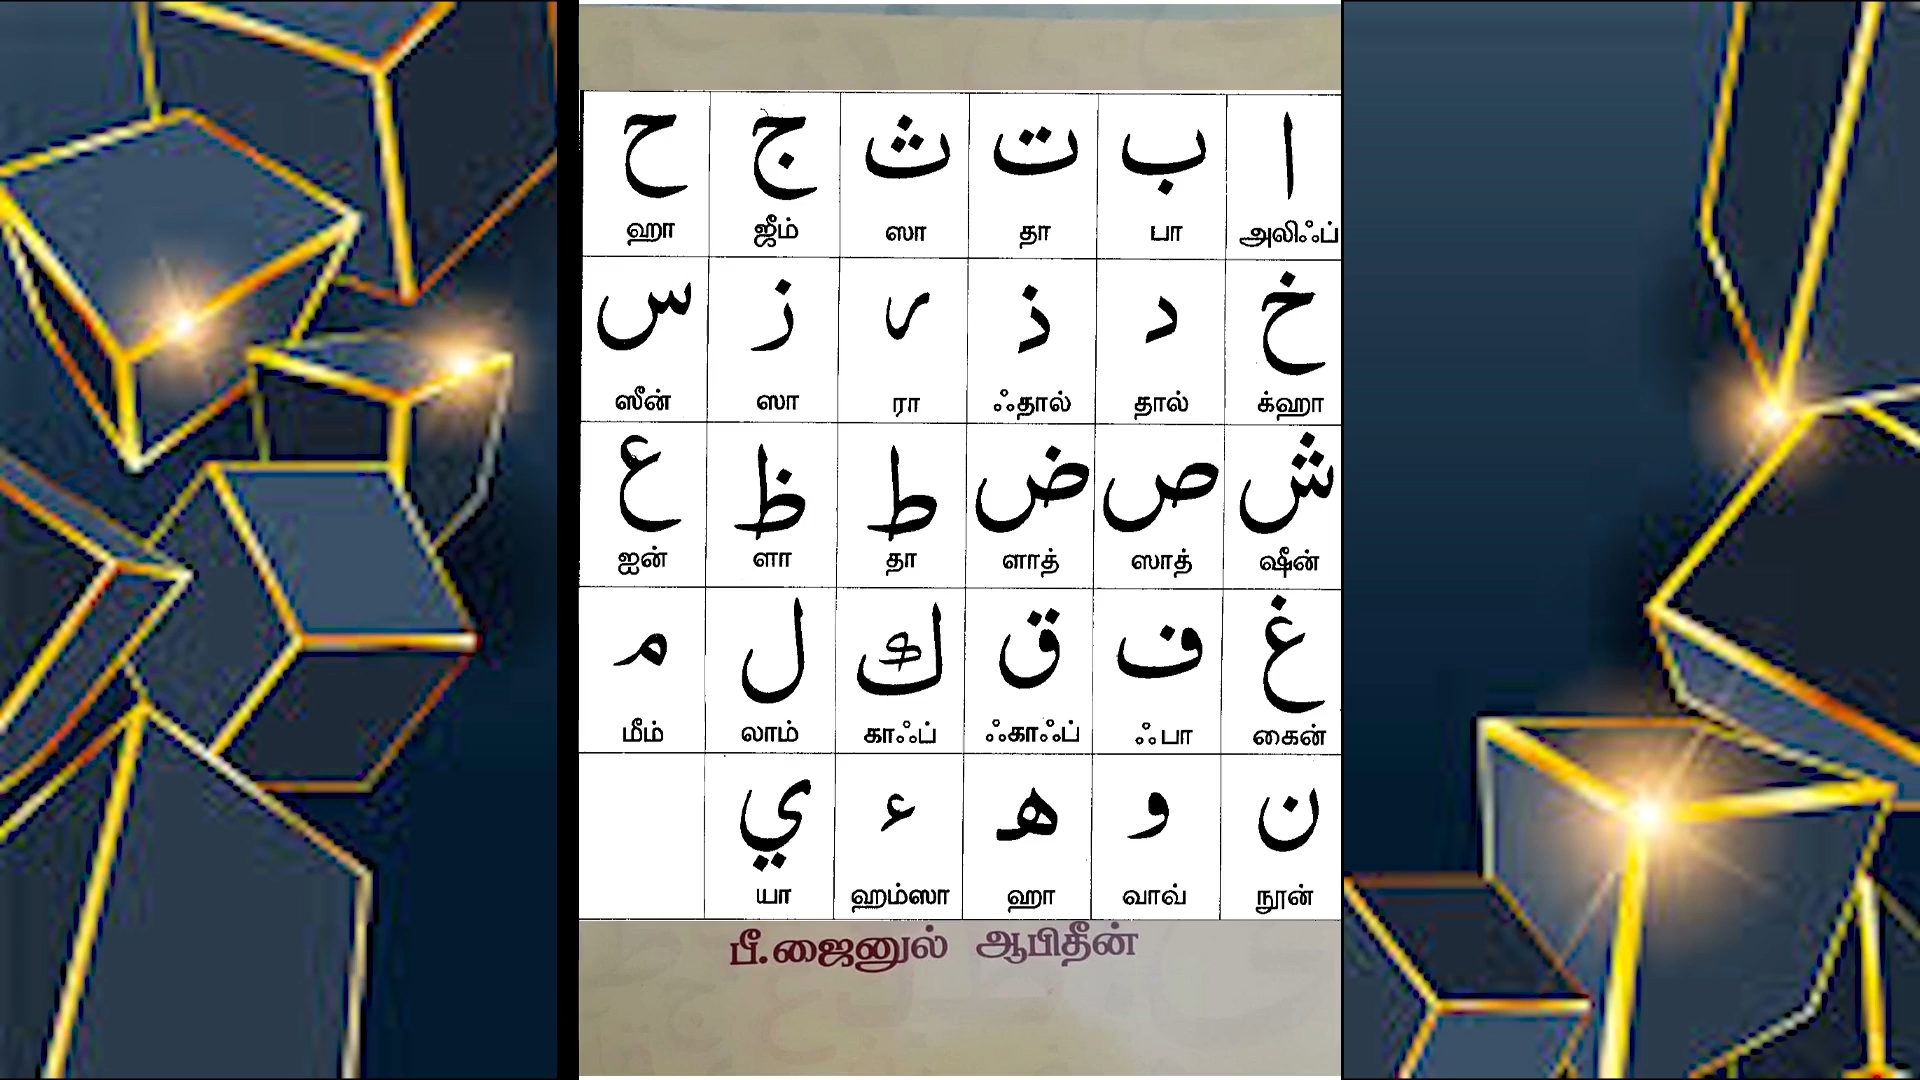 ا ب ت ث ج ح
அலிஃப் பா தா ஸா ஜீம் ஹா
خ د ذ ر ز س
க்ஹா தால் ஃதால் ரா ஸா ஸீன்
ش ص ض ط ظ ع
ஷீன் ஸாத் ளாத் தா ளா ஐன்
غ ف ق ك ل م
கைன் ஃபா ஃகாஃப் காஃப் லாம் மீம்
ن و ه ء ي
நூன் வாவ் ஹா ஹம்ஸா யா
பீ.ஜைனுல் ஆபிதீன்